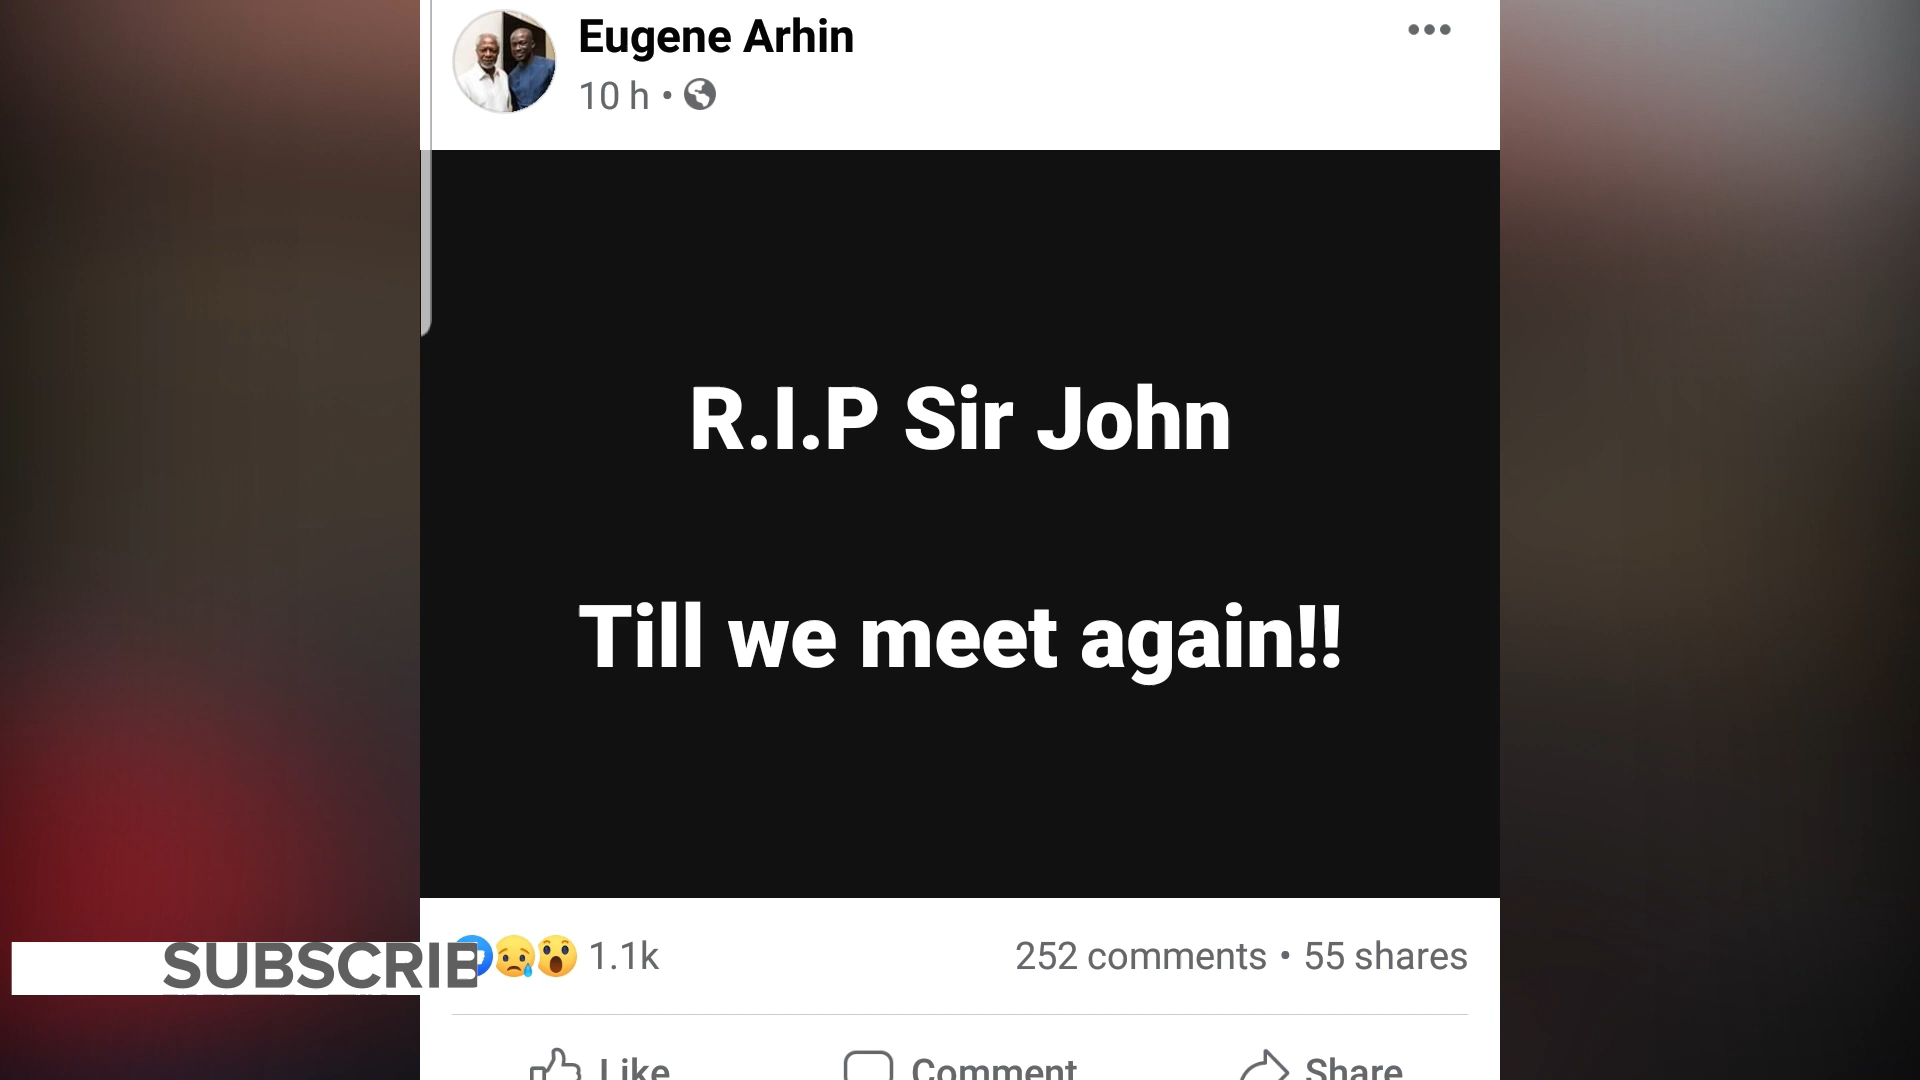 Eugene Arhin
10 h •
R.I.P Sir John
Till we meet again!!
1.1k
252 comments • 55 shares
SUBSCRIB
Like
Comment
Share